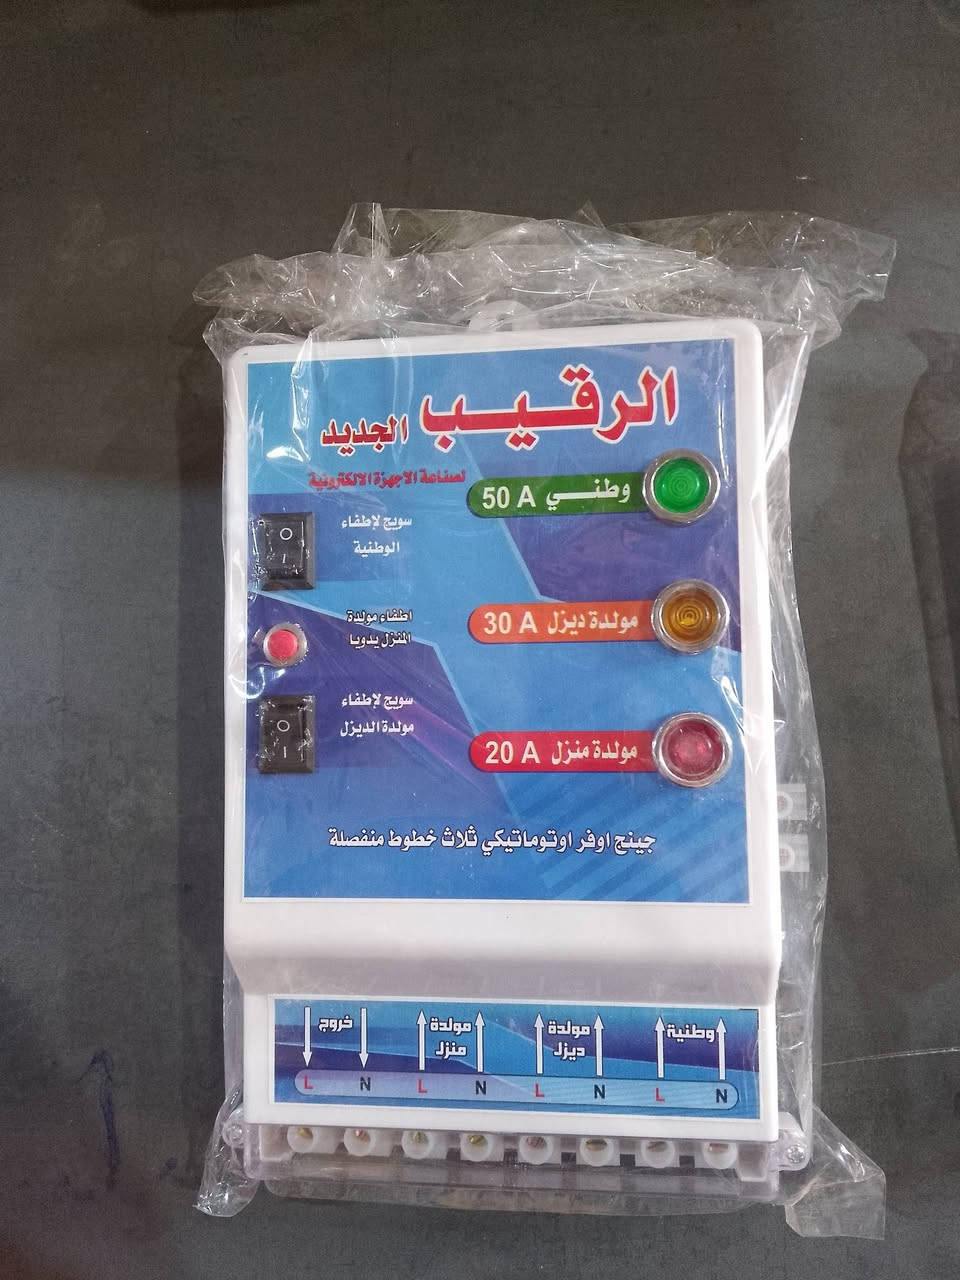 الرقيب الجديد
لصناعة الاجهزة الالكترونية
وطني 50 A
سويج لإطفاء
الوطنية
مولدة ديزل 30 A
اطفاء مولدة
المنزل يدويا
مولدة منزل 20 A
سويج لإطفاء
مولدة الديزل
جينج اوفر اوتوماتيكي ثلاث خطوط منفصلة
وطنية
مولدة
ديزل
مولدة
منزل
خروج
L N L N L N L N